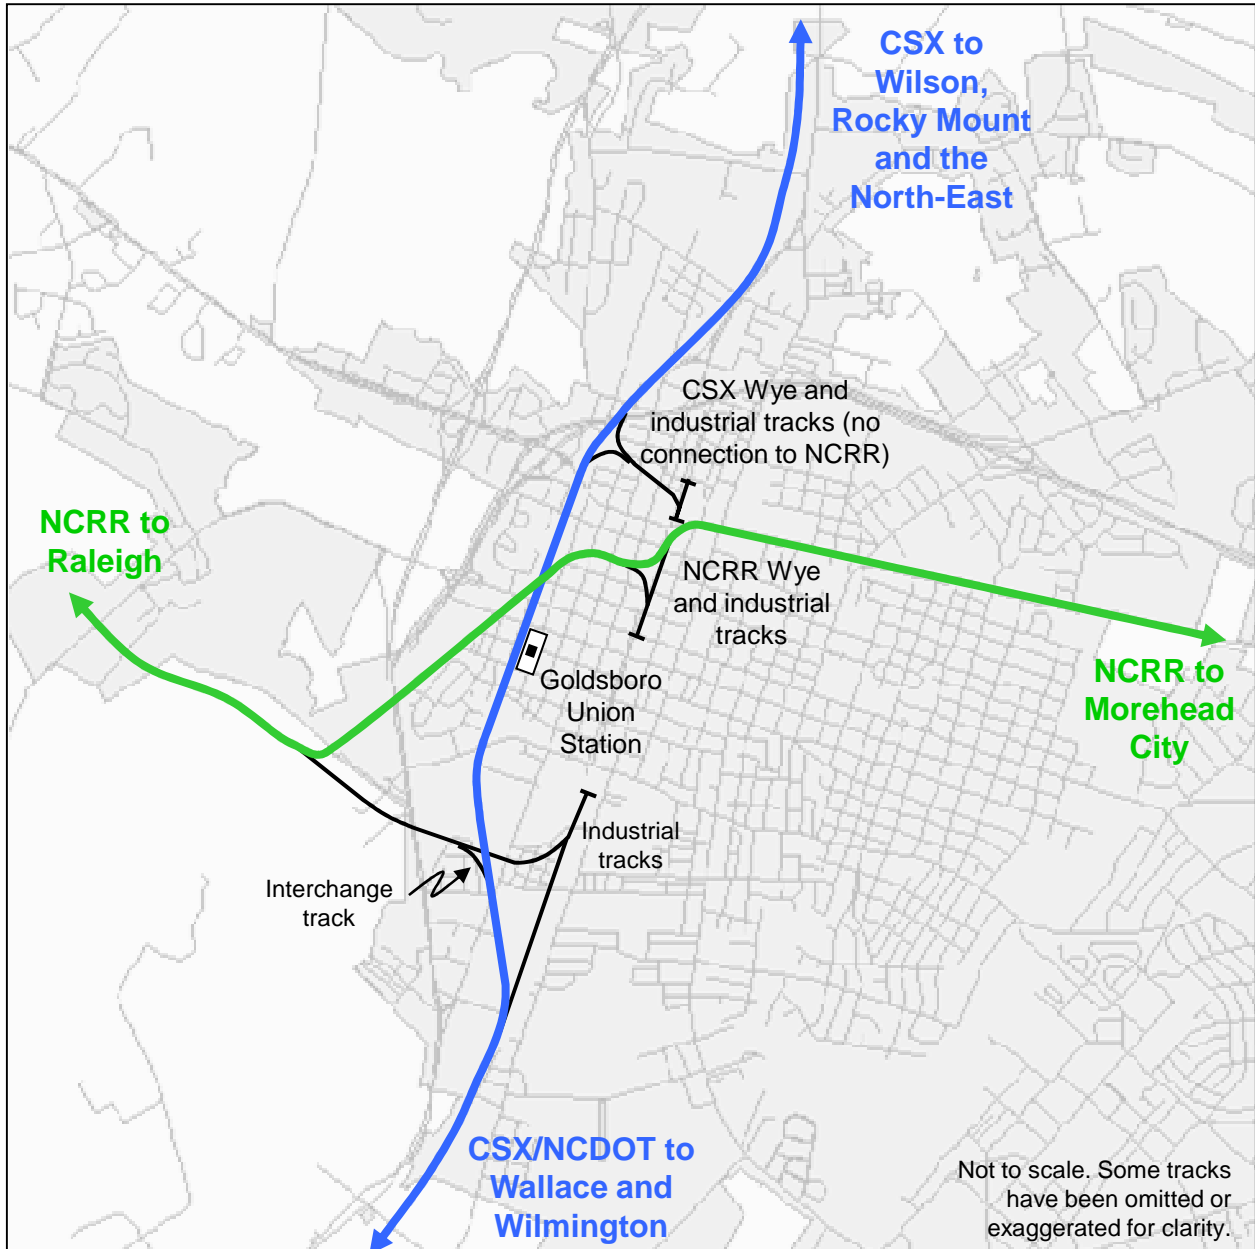 CSX to
Wilson,
Rocky Mount
and the
North-East
CSX Wye and
industrial tracks (no
connection to NCRR)
NCRR to
Raleigh
NCRR Wye
and industrial
tracks
Goldsboro
Union
Station
NCRR to
Morehead
City
Industrial
tracks
Interchange
track
CSX/NCDOT to
Wallace and
Wilmington
Not to scale. Some tracks
have been omitted or
exaggerated for clarity.